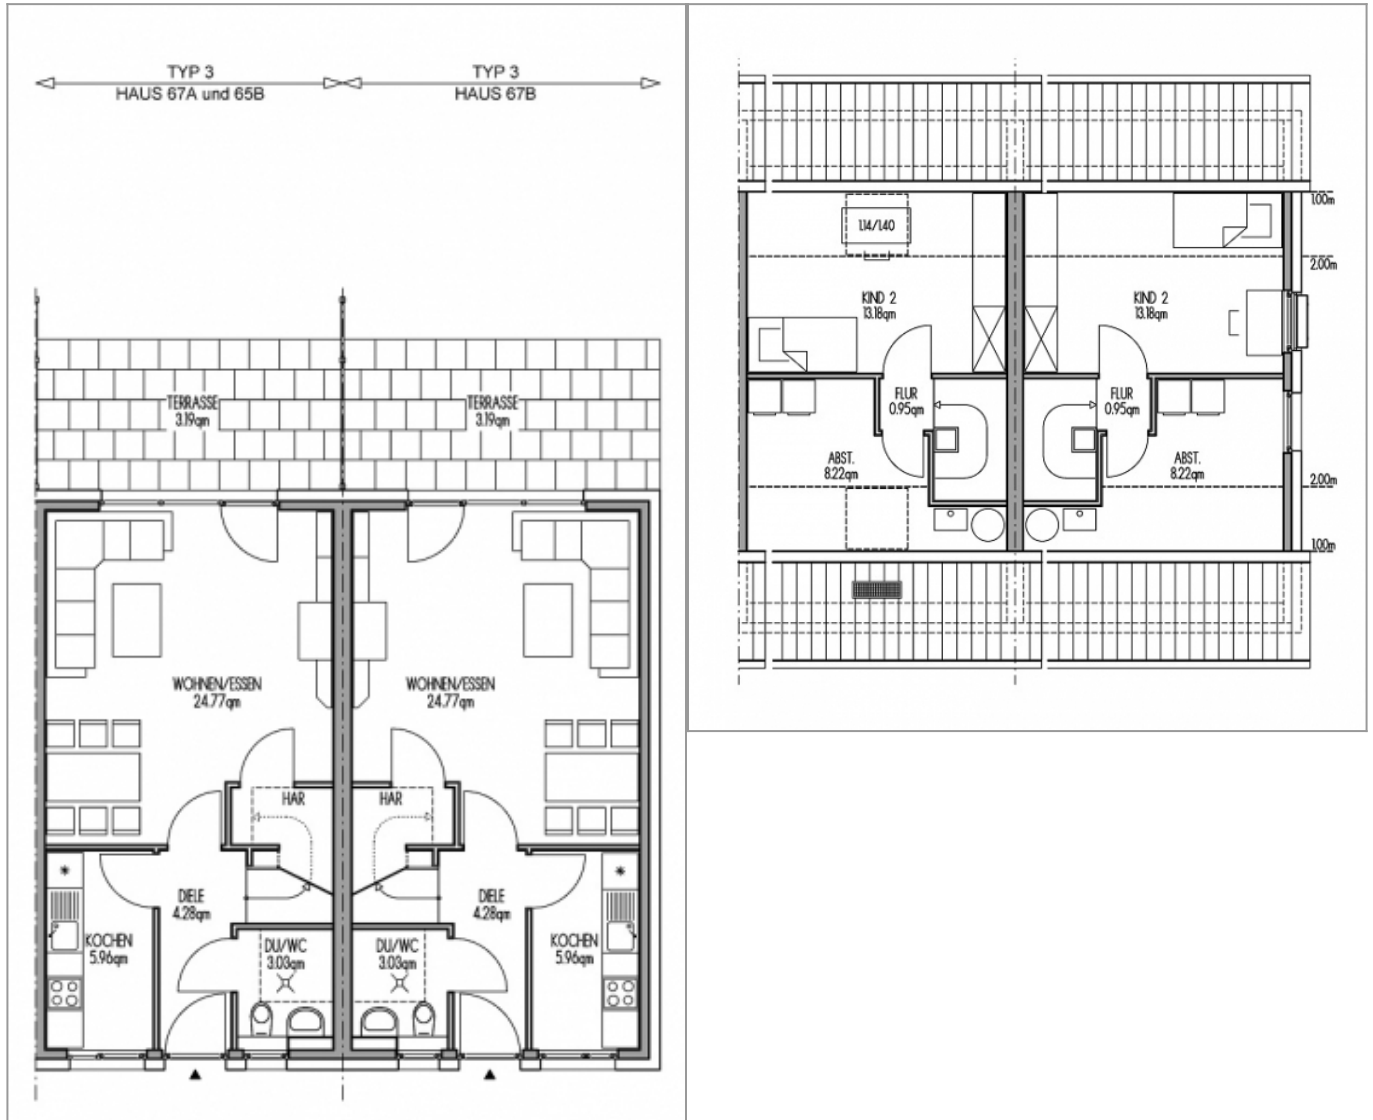 TYP 3
HAUS 67A und 65B
TYP 3
HAUS 67B
TERRASSE
3.19qm
TERRASSE
3.19qm
WOHNEN/ESSEN
24.77qm
WOHNEN/ESSEN
24.77qm
HAR
HAR
DIELE
4.28qm
DIELE
4.28qm
KOCHEN
5.96qm
DU/WC
3.03qm
DU/WC
3.03qm
KOCHEN
5.96qm
1.00m
1.14/1.40
2.00m
KIND 2
13.18qm
KIND 2
13.18qm
FLUR
0.95qm
FLUR
0.95qm
ABST.
8.22qm
ABST.
8.22qm
2.00m
1.00m